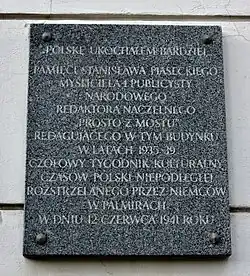 „POLSKĘ UKOCHAŁEM BARDZIEJ”
PAMIĘCI STANISŁAWA PIASECKIEGO
MYŚLICIELA I PUBLICYSTY
NARODOWEGO
REDAKTORA NACZELNEGO
„PROSTO Z MOSTU”
REDAGUJĄCEGO W TYM BUDYNKU
W LATACH 1935-39
CZOŁOWY TYGODNIK KULTURALNY
CZASÓW POLSKI NIEPODLEGŁEJ
ROZSTRZELANEGO PRZEZ NIEMCÓW
W PALMIRACH
W DNIU 12 CZERWCA 1941 ROKU